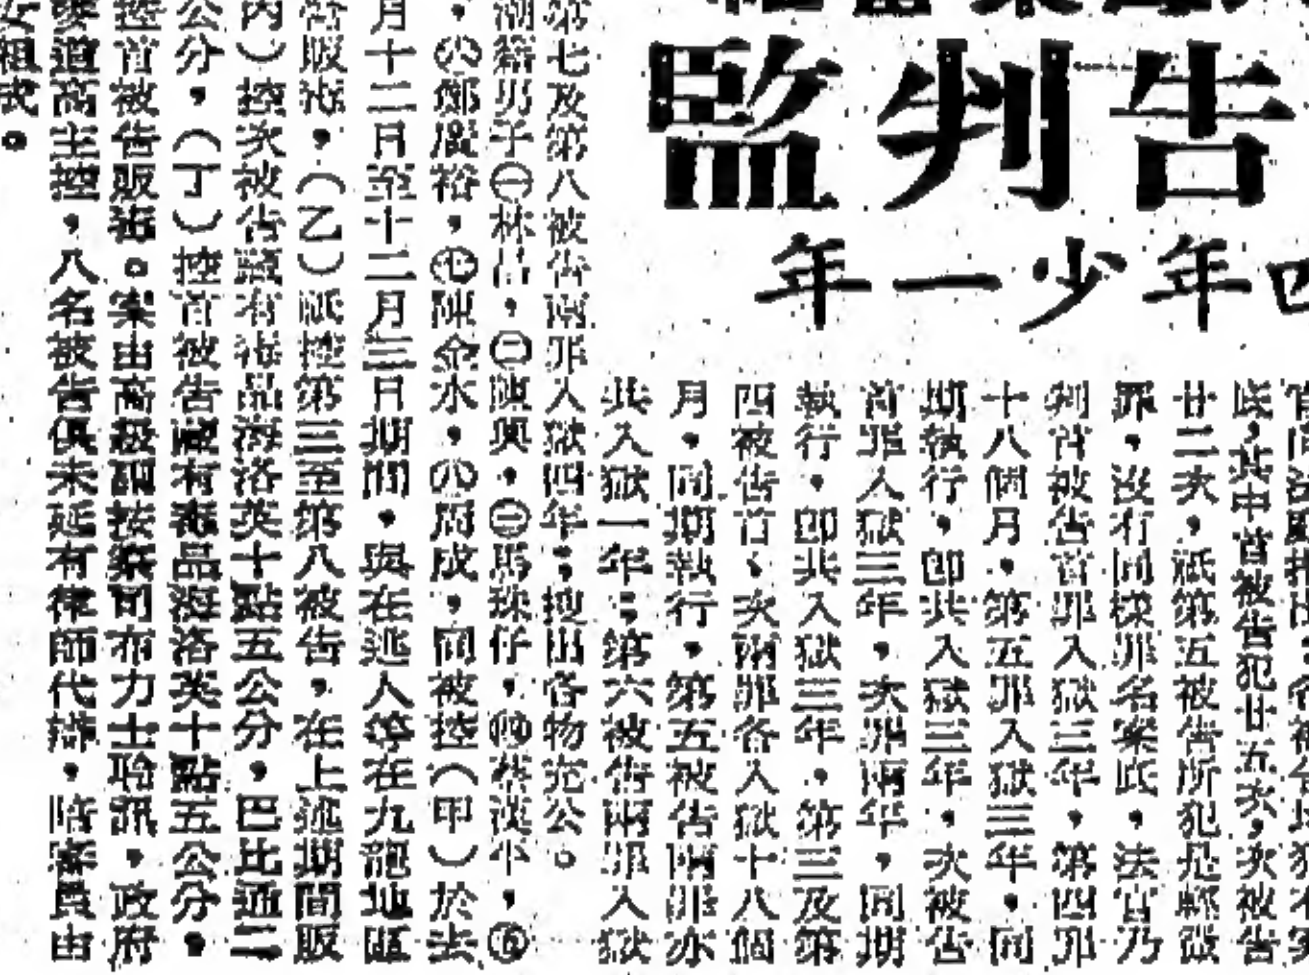 告判監
四年少一年
底，其中首被告犯廿五次，次被告
廿二次，祇第五被告所犯是輕微
罪，沒有同樣罪名案底，法官乃
判首被告首罪入獄三年，第四罪
十八個月，第五罪入獄三年，同
期執行，即共入獄三年，次被告
首罪入獄三年，次罪兩年，同期
執行，即共入獄三年，第三及第
四被告首、次兩罪各入獄十八個
月，同期執行，第五被告兩罪亦
共入獄一年；第六被告兩罪入獄
第七及第八被告兩罪入獄四年；搜出各物充公。
潮籍男子㊀林昌，㊁陳興，㊂馬珠仔，㊃蔡漢平，㊄
，㊅鄭廣裕，㊆陳金水，㊇周成，同被控（甲）於去
月十二日至十二月三日期間，與在逃人等在九龍地區
販毒，（乙）祇控第三至第八被告，在上述期間販
）控次被告藏有毒品海洛英十點五公分，巴比通二
公分，（丁）控首被告藏有毒品海洛英十點五公分。
控首被告販毒。案由高級副按察司布力士聆訊，政府
道高主控，八名被告俱未延有律師代辯，陪審員由
女組成。